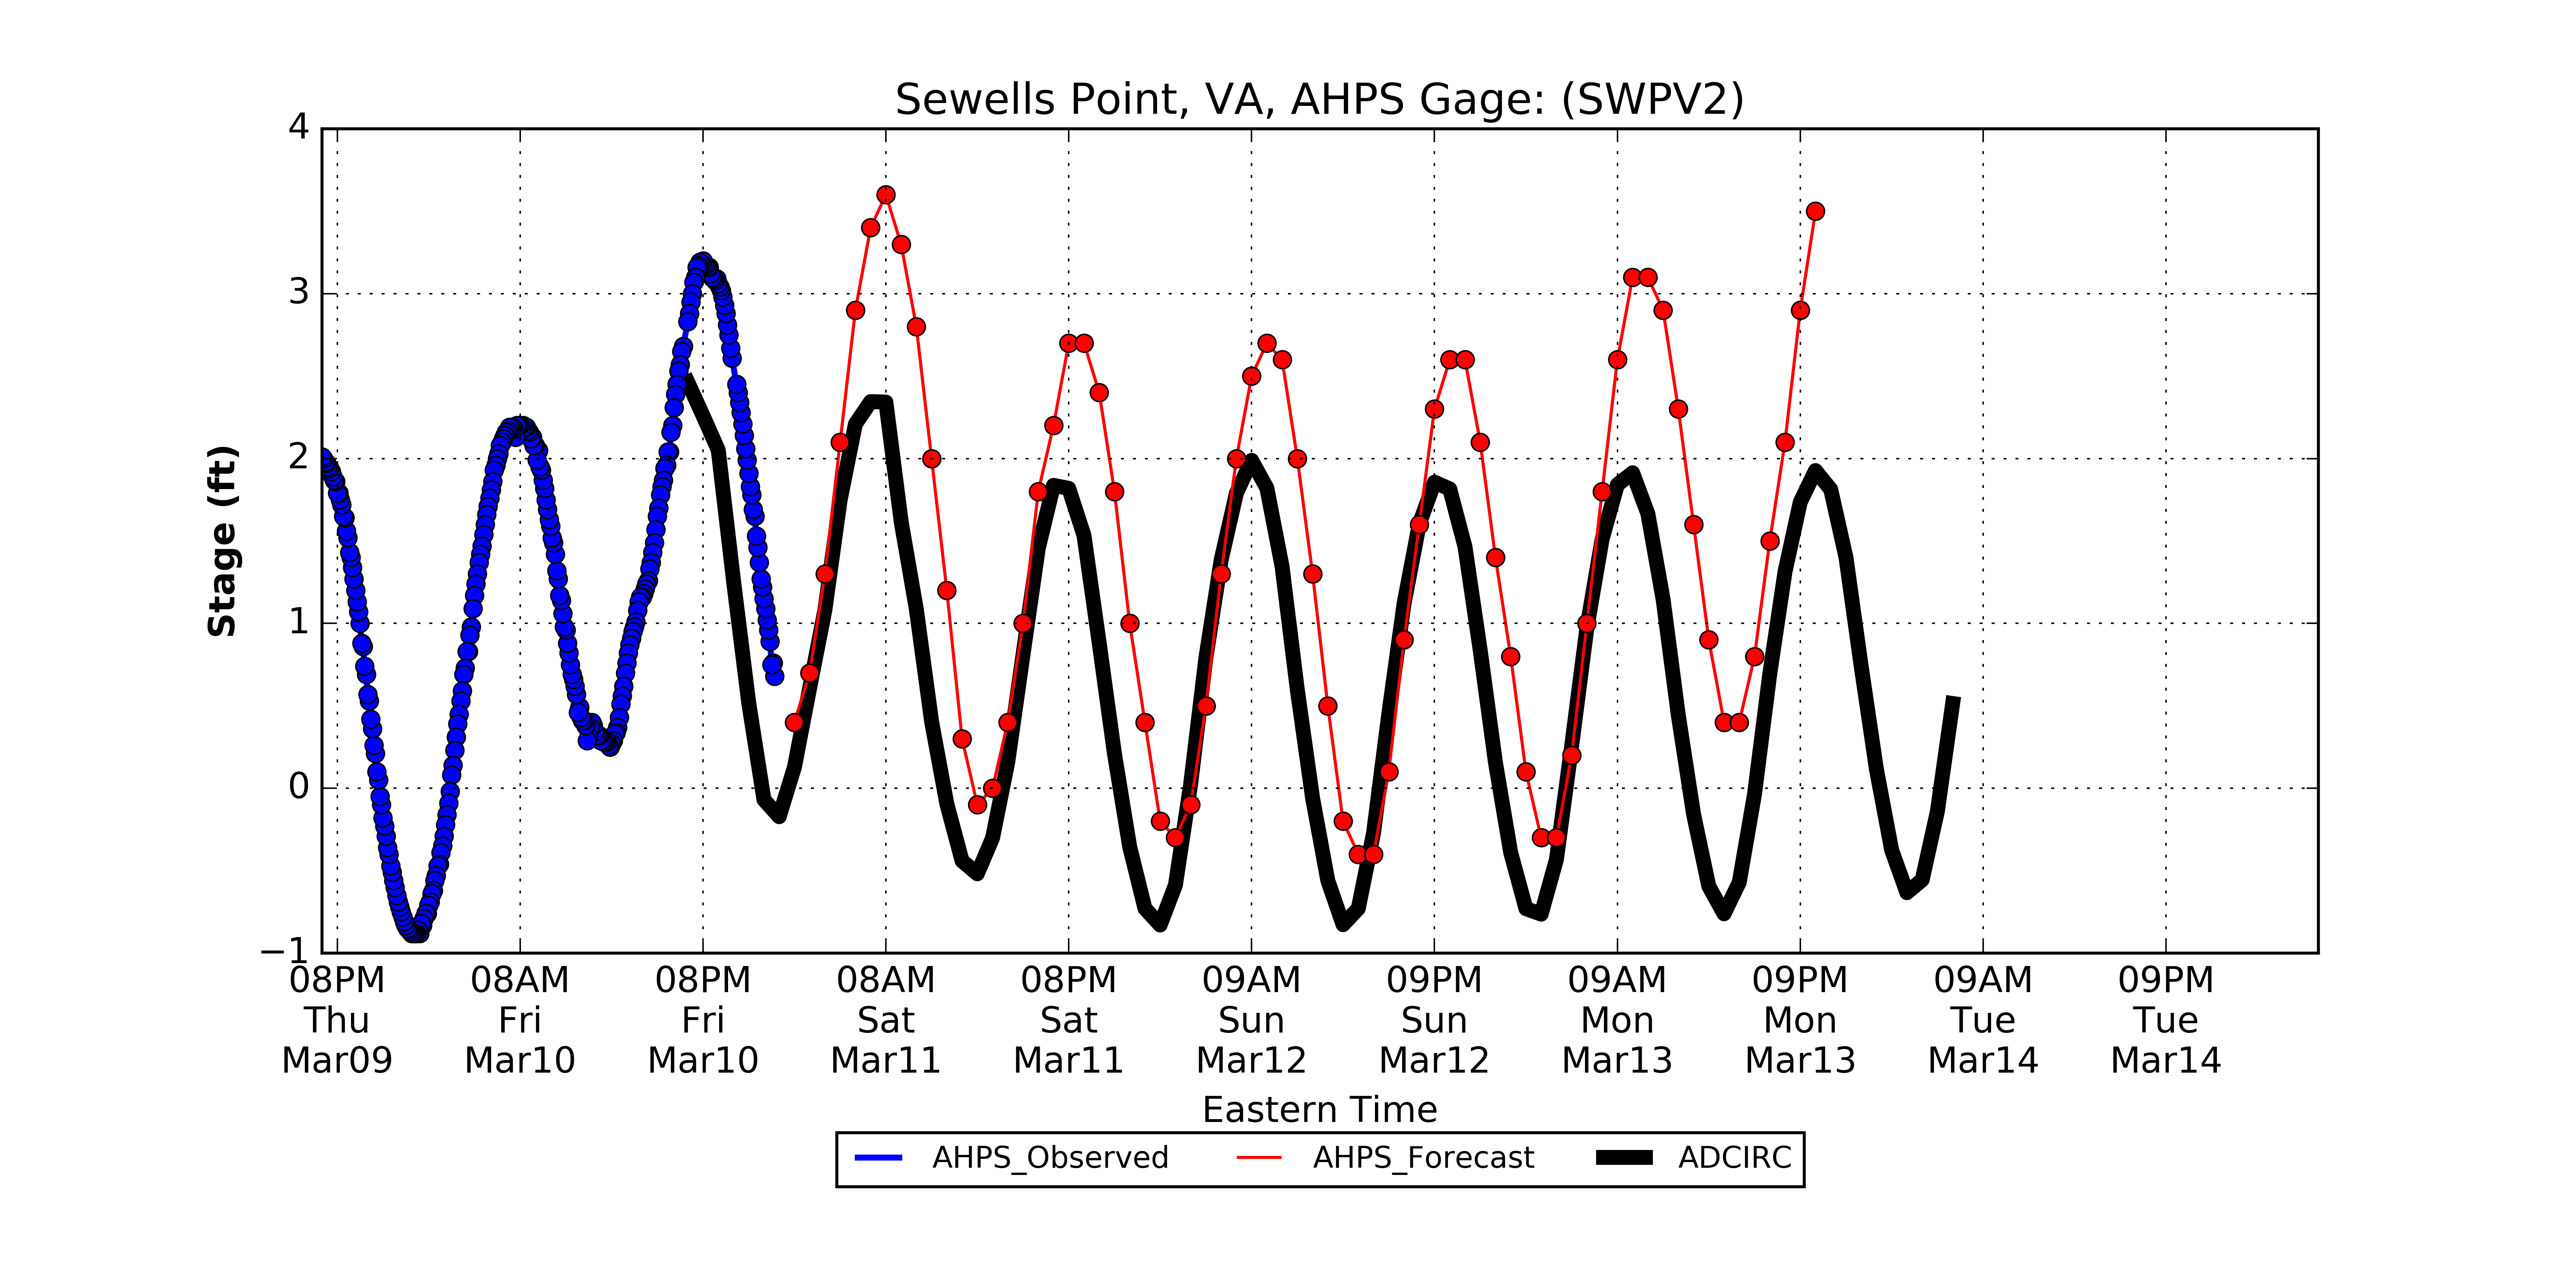 Sewells Point, VA, AHPS Gage: (SWPV2)
4
3
2
1
0
−1
Stage (ft)
08PM 08AM 08PM 08AM 08PM 09AM 09PM 09AM 09PM 09AM 09PM
Thu Fri Fri Sat Sat Sun Sun Mon Mon Tue Tue
Mar09 Mar10 Mar10 Mar11 Mar11 Mar12 Mar12 Mar13 Mar13 Mar14 Mar14
Eastern Time
AHPS_Observed AHPS_Forecast ADCIRC